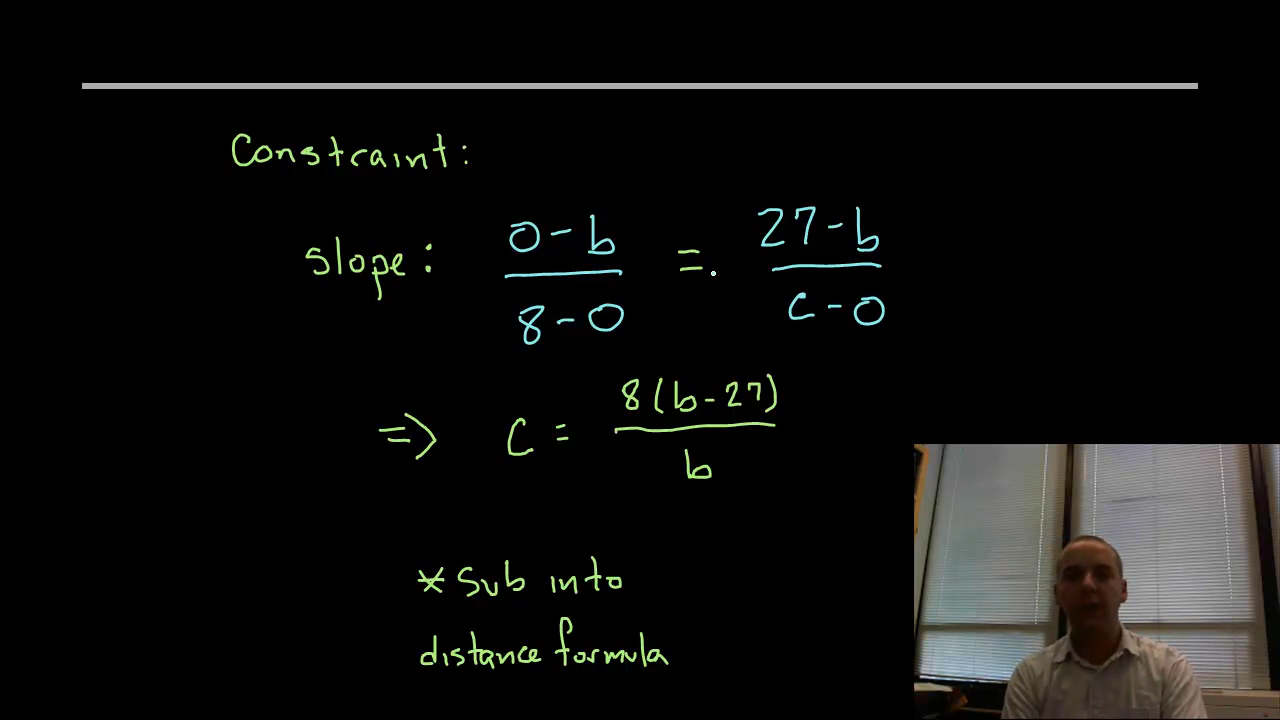 Constraint:
slope: (0-b)/(8-0) = (27-b)/(c-0)
=> c = 8(b-27)/b
*Sub into
distance formula